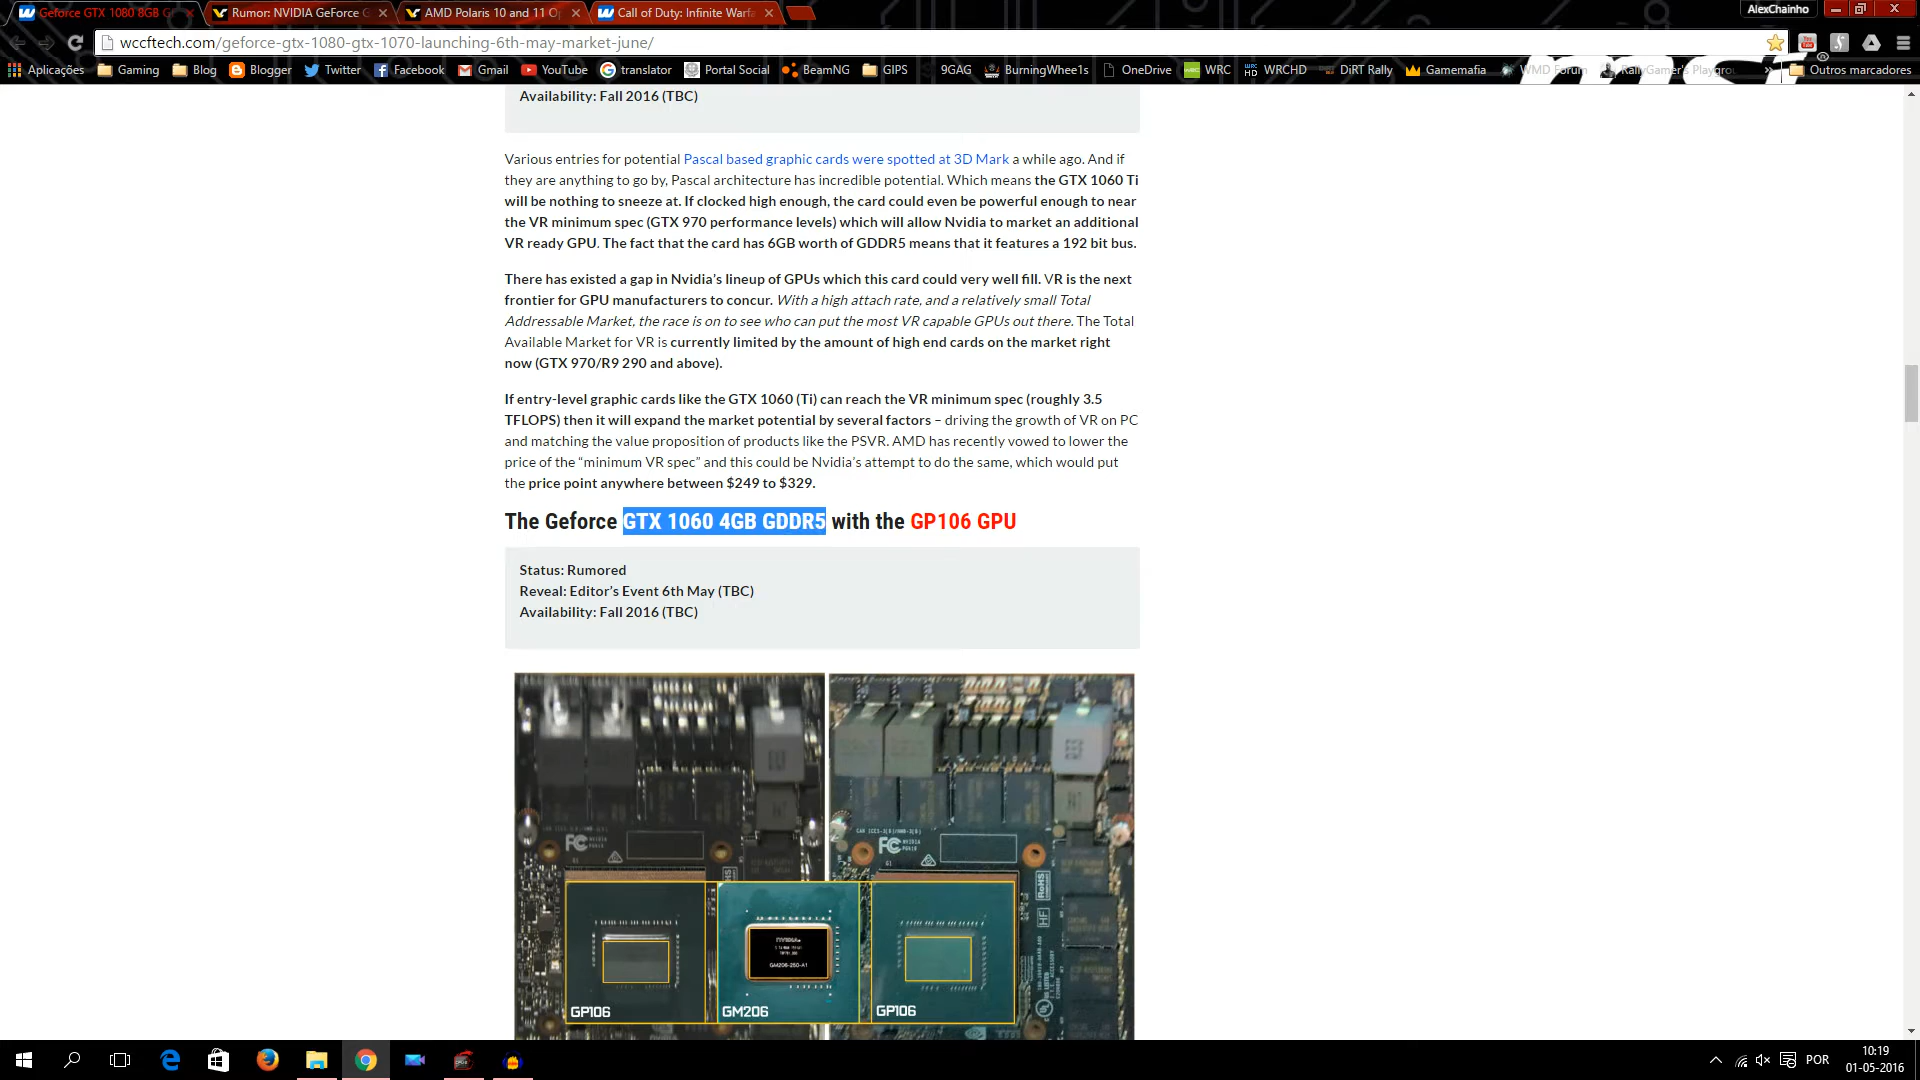 Geforce GTX 1080 8GB G
Rumor: NVIDIA GeForce G
AMD Polaris 10 and 11 Op
Call of Duty: Infinite Warfa
AlexChainho
wccftech.com/geforce-gtx-1080-gtx-1070-launching-6th-may-market-june/
Aplicações Gaming Blog Blogger Twitter Facebook Gmail YouTube translator Portal Social BeamNG GIPS 9GAG BurningWhee1s OneDrive WRC WRCHD DiRT Rally Gamemafia WMD Forum RallyGamer's Playgrou » Outros marcadores
Availability: Fall 2016 (TBC)
Various entries for potential Pascal based graphic cards were spotted at 3D Mark a while ago. And if
they are anything to go by, Pascal architecture has incredible potential. Which means the GTX 1060 Ti
will be nothing to sneeze at. If clocked high enough, the card could even be powerful enough to near
the VR minimum spec (GTX 970 performance levels) which will allow Nvidia to market an additional
VR ready GPU. The fact that the card has 6GB worth of GDDR5 means that it features a 192 bit bus.
There has existed a gap in Nvidia's lineup of GPUs which this card could very well fill. VR is the next
frontier for GPU manufacturers to concur. With a high attach rate, and a relatively small Total
Addressable Market, the race is on to see who can put the most VR capable GPUs out there. The Total
Available Market for VR is currently limited by the amount of high end cards on the market right
now (GTX 970/R9 290 and above).
If entry-level graphic cards like the GTX 1060 (Ti) can reach the VR minimum spec (roughly 3.5
TFLOPS) then it will expand the market potential by several factors – driving the growth of VR on PC
and matching the value proposition of products like the PSVR. AMD has recently vowed to lower the
price of the “minimum VR spec” and this could be Nvidia's attempt to do the same, which would put
the price point anywhere between $249 to $329.
The Geforce GTX 1060 4GB GDDR5 with the GP106 GPU
Status: Rumored
Reveal: Editor's Event 6th May (TBC)
Availability: Fall 2016 (TBC)
FC
FC NVIDIA
RoHS
HF
NVIDIA
GM206-250-A1
GP106
GM206
GP106
POR
10:19
01-05-2016